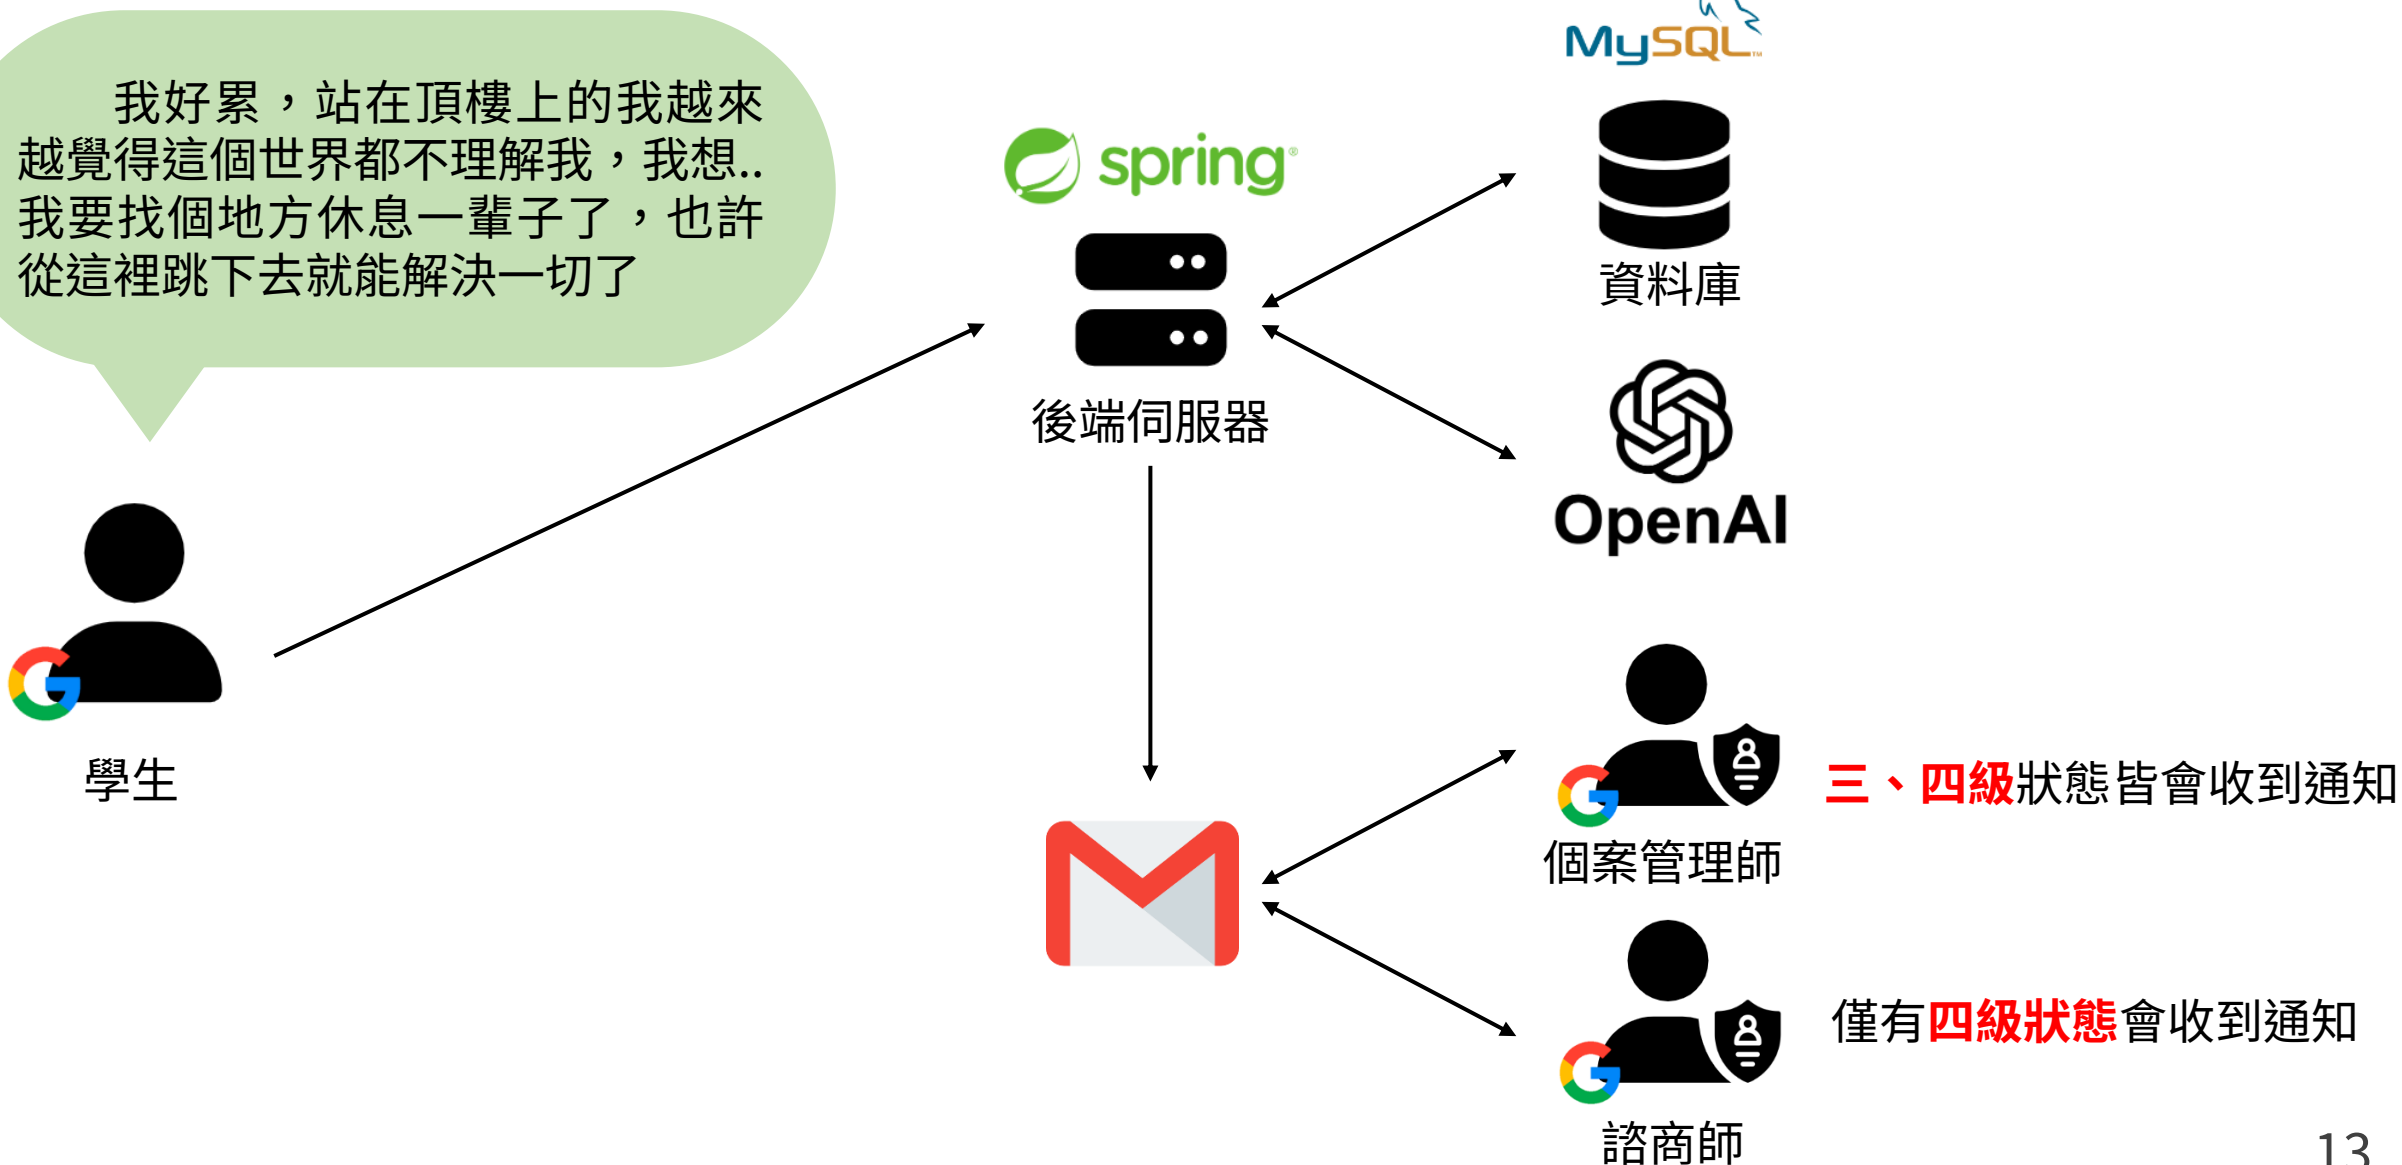 我好累，站在頂樓上的我越來
越覺得這個世界都不理解我，我想..
我要找個地方休息一輩子了，也許
從這裡跳下去就能解決一切了
學生
spring®
後端伺服器
MySQL™
資料庫
OpenAI
個案管理師
三、四級狀態皆會收到通知
諮商師
僅有四級狀態會收到通知
13